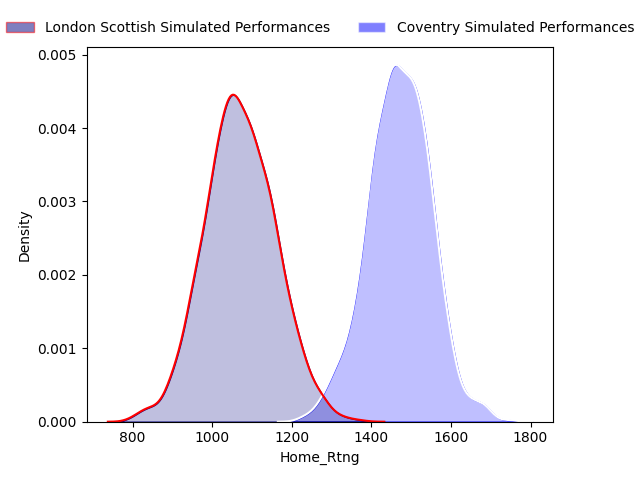 London Scottish Simulated Performances Coventry Simulated Performances
0.005
0.004
0.003
0.002
0.001
0.000
Density
800 1000 1200 1400 1600 1800
Home_Rtng